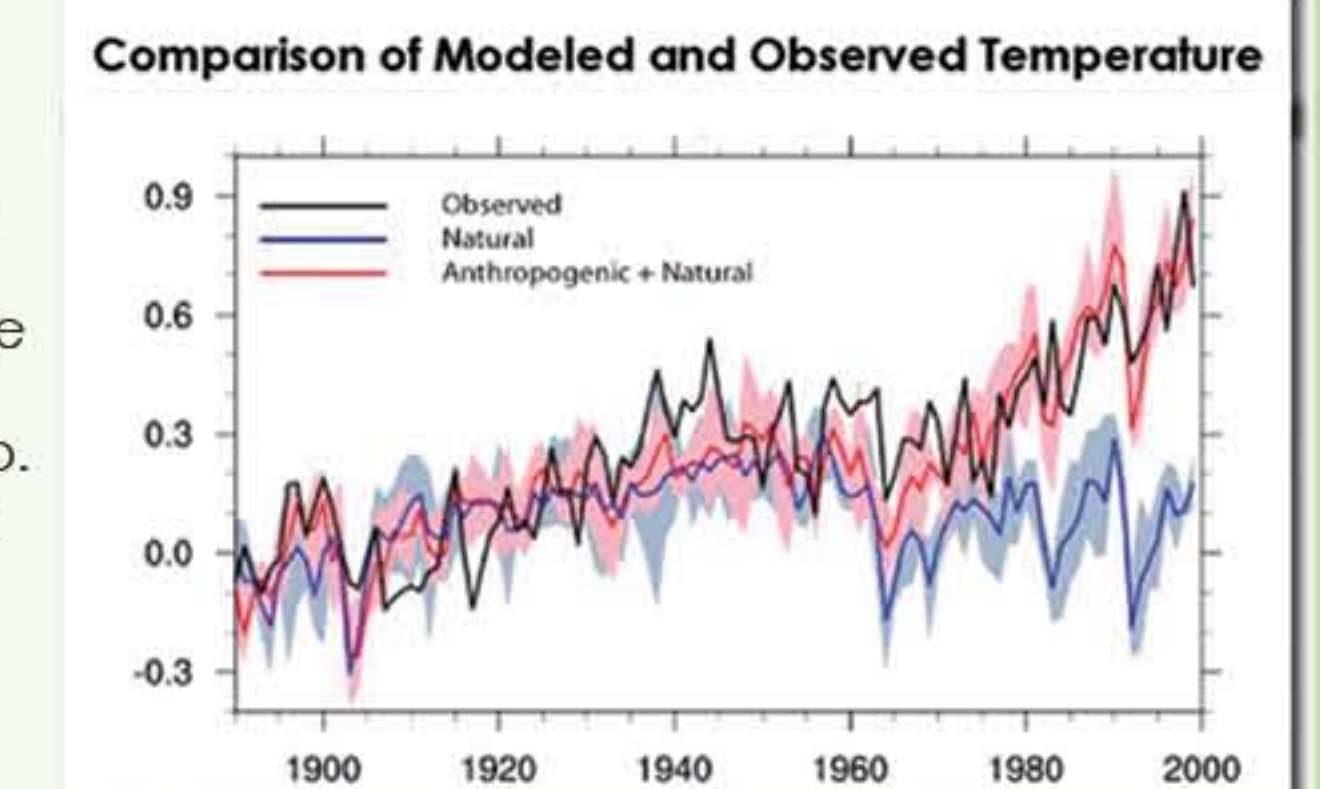 Comparison of Modeled and Observed Temperature
0.9
Observed
Natural
Anthropogenic + Natural
0.6
e
0.3
o.
0.0
-0.3
1900 1920 1940 1960 1980 2000